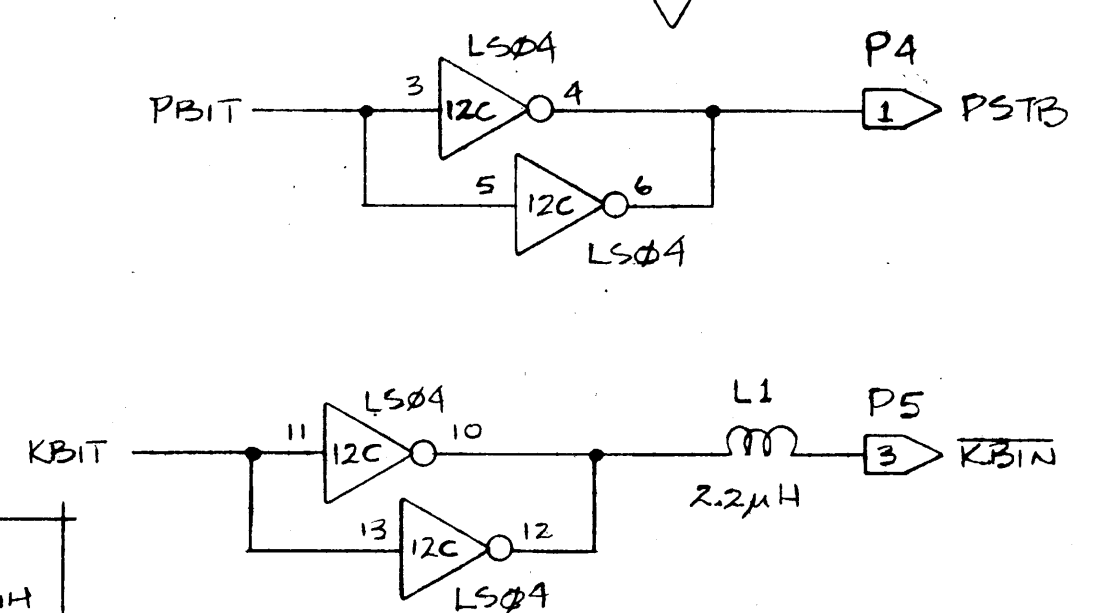 LSØ4
P4
PBIT 3 12C 4 1 PSTB
5 12C 6
LSØ4
LSØ4
L1
P5
KBIT 11 12C 10 3 KBIN
2.2µH
13 12C 12
LSØ4
µH